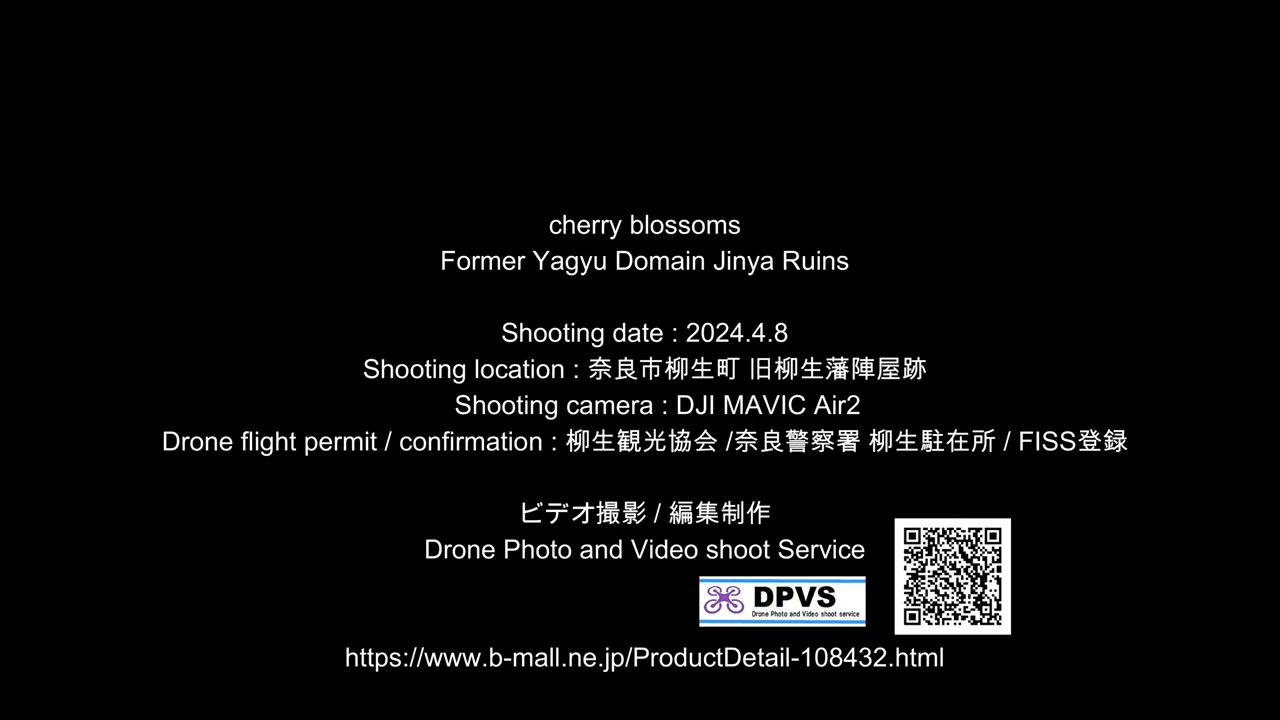 cherry blossoms
Former Yagyu Domain Jinya Ruins
Shooting date : 2024.4.8
Shooting location : 奈良市柳生町 旧柳生藩陣屋跡
Shooting camera : DJI MAVIC Air2
Drone flight permit / confirmation : 柳生観光協会 /奈良警察署 柳生駐在所 / FISS登録
ビデオ撮影 / 編集制作
Drone Photo and Video shoot Service
DPVS
Drone Photo and Video shoot service
https://www.b-mall.ne.jp/ProductDetail-108432.html